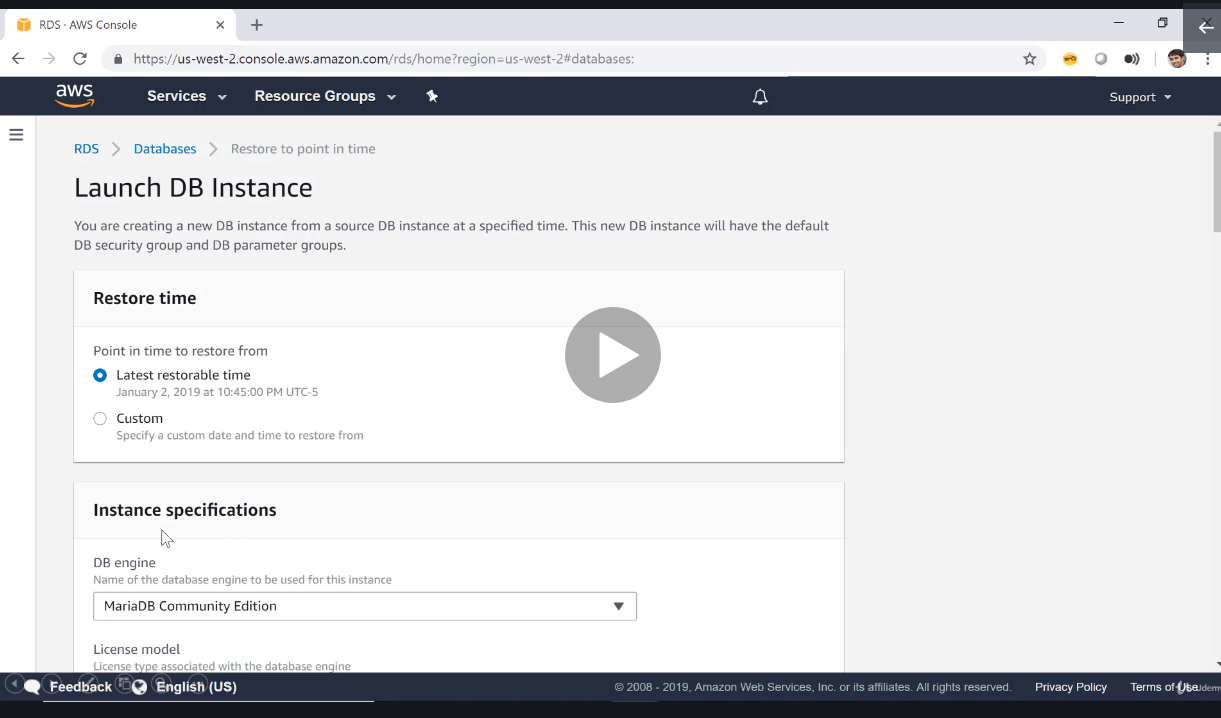 RDS · AWS Console
https://us-west-2.console.aws.amazon.com/rds/home?region=us-west-2#databases:
aws
Services
Resource Groups
Support
RDS
Databases
Restore to point in time
Launch DB Instance
You are creating a new DB instance from a source DB instance at a specified time. This new DB instance will have the default
DB security group and DB parameter groups.
Restore time
Point in time to restore from
Latest restorable time
January 2, 2019 at 10:45:00 PM UTC-5
Custom
Specify a custom date and time to restore from
Instance specifications
DB engine
Name of the database engine to be used for this instance
MariaDB Community Edition
License model
License type associated with the database engine
Feedback
English (US)
© 2008 - 2019, Amazon Web Services, Inc. or its affiliates. All rights reserved.
Privacy Policy
Terms of Use